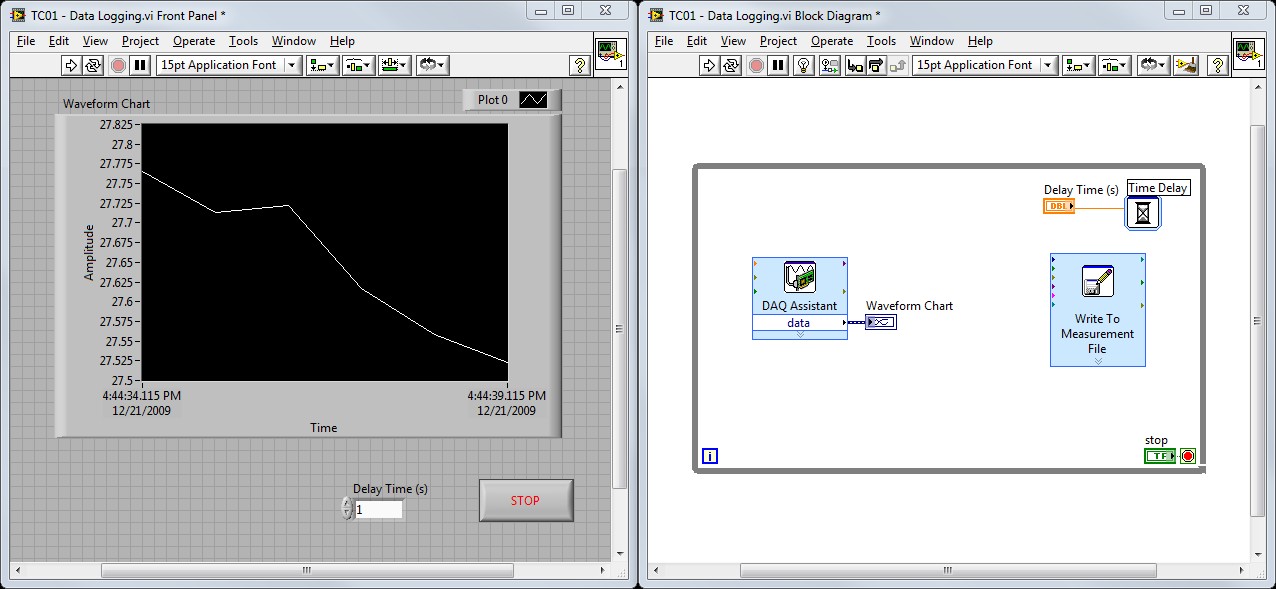 TC01 - Data Logging.vi Front Panel *
File Edit View Project Operate Tools Window Help
15pt Application Font
?
1
Waveform Chart
Plot 0
27.825
27.8
27.775
27.75
27.725
27.7
27.675
27.65
27.625
27.6
27.575
27.55
27.525
27.5
Amplitude
4:44:34.115 PM
12/21/2009
4:44:39.115 PM
12/21/2009
Time
Delay Time (s)
1
STOP
TC01 - Data Logging.vi Block Diagram *
File Edit View Project Operate Tools Window Help
15pt Application Font
?
1
Delay Time (s)
DBL
Time Delay
DAQ Assistant
data
Waveform Chart
Write To
Measurement
File
stop
TF
i